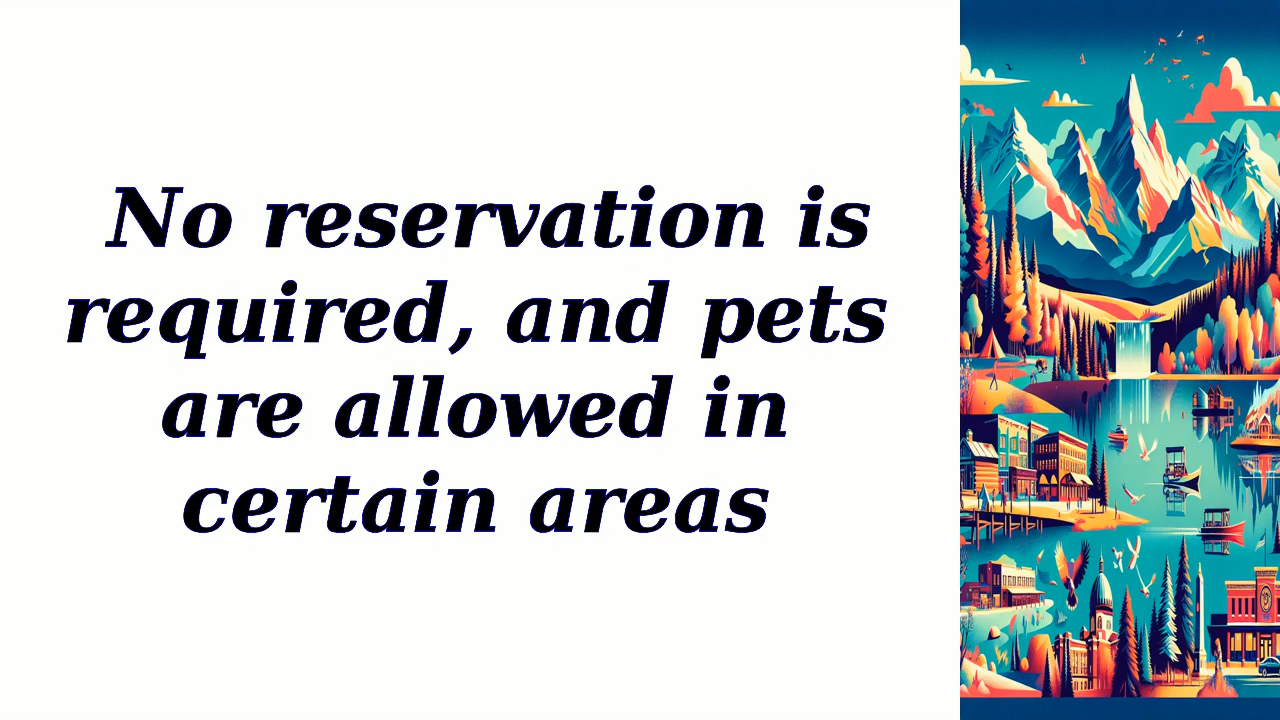 No reservation is
required, and pets
are allowed in
certain areas